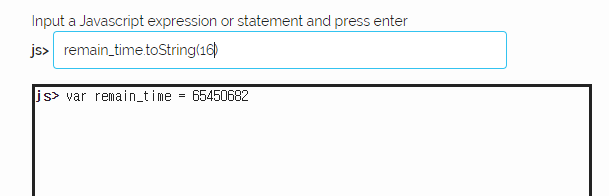 Input a Javascript expression or statement and press enter
js> remain_time.toString(16)
js> var remain_time = 65450682